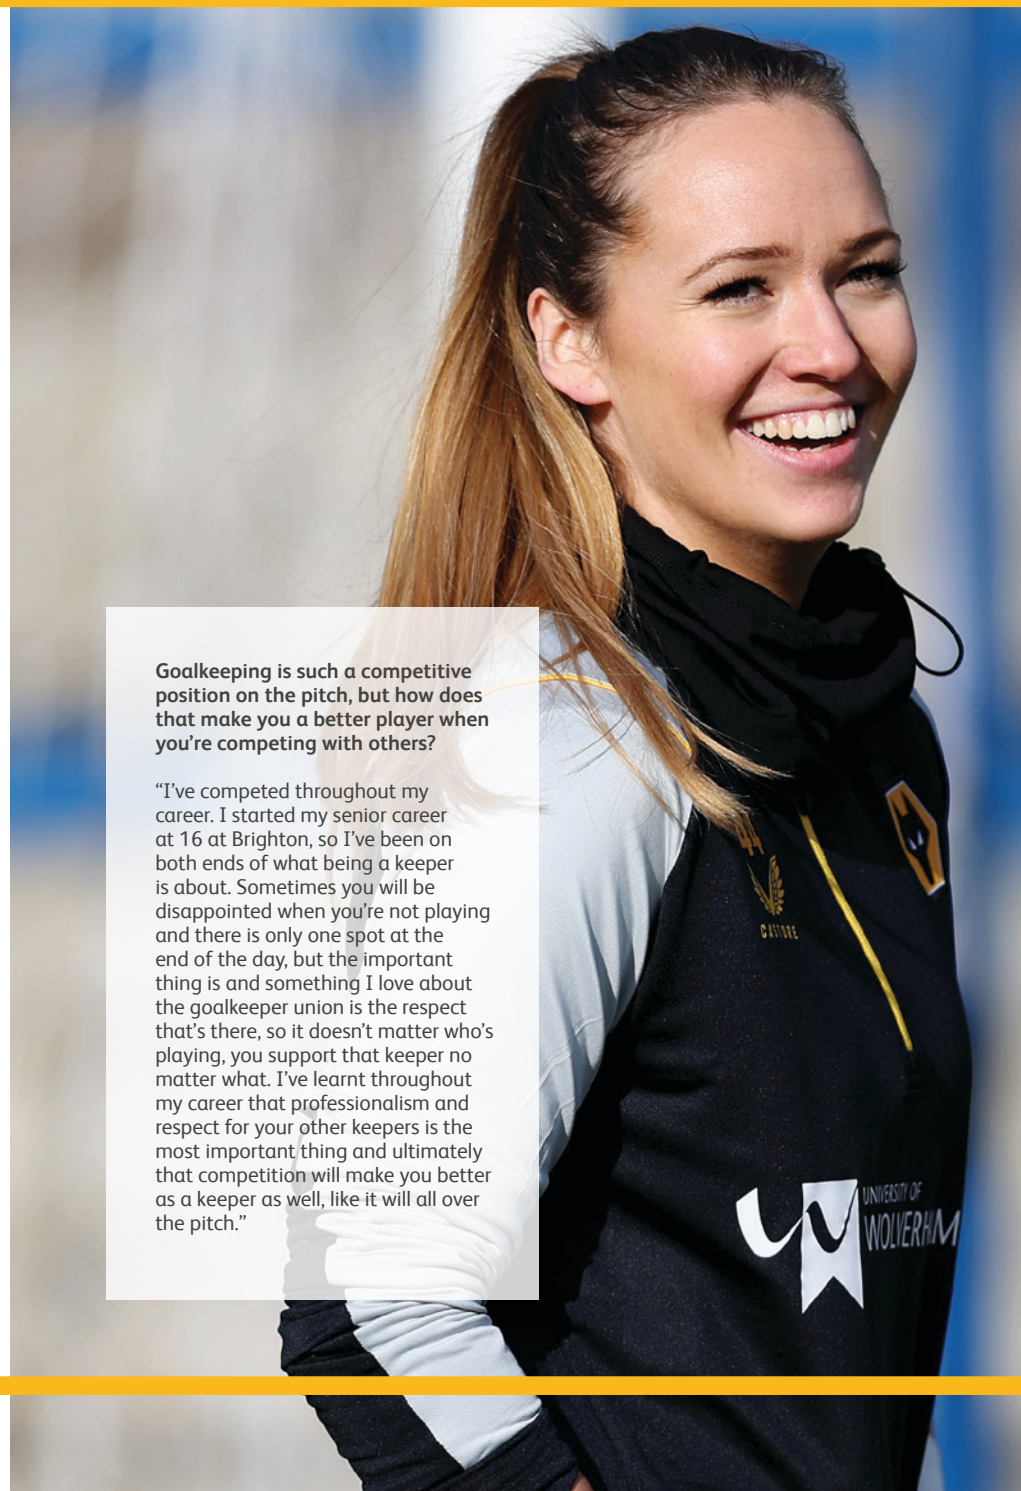 Goalkeeping is such a competitive
position on the pitch, but how does
that make you a better player when
you’re competing with others?
“I’ve competed throughout my
career. I started my senior career
at 16 at Brighton, so I’ve been on
both ends of what being a keeper
is about. Sometimes you will be
disappointed when you’re not playing
and there is only one spot at the
end of the day, but the important
thing is and something I love about
the goalkeeper union is the respect
that’s there, so it doesn’t matter who’s
playing, you support that keeper no
matter what. I’ve learnt throughout
my career that professionalism and
respect for your other keepers is the
most important thing and ultimately
that competition will make you better
as a keeper as well, like it will all over
the pitch.”
44
CASTORE
UNIVERSITY OF
WOLVERHAM